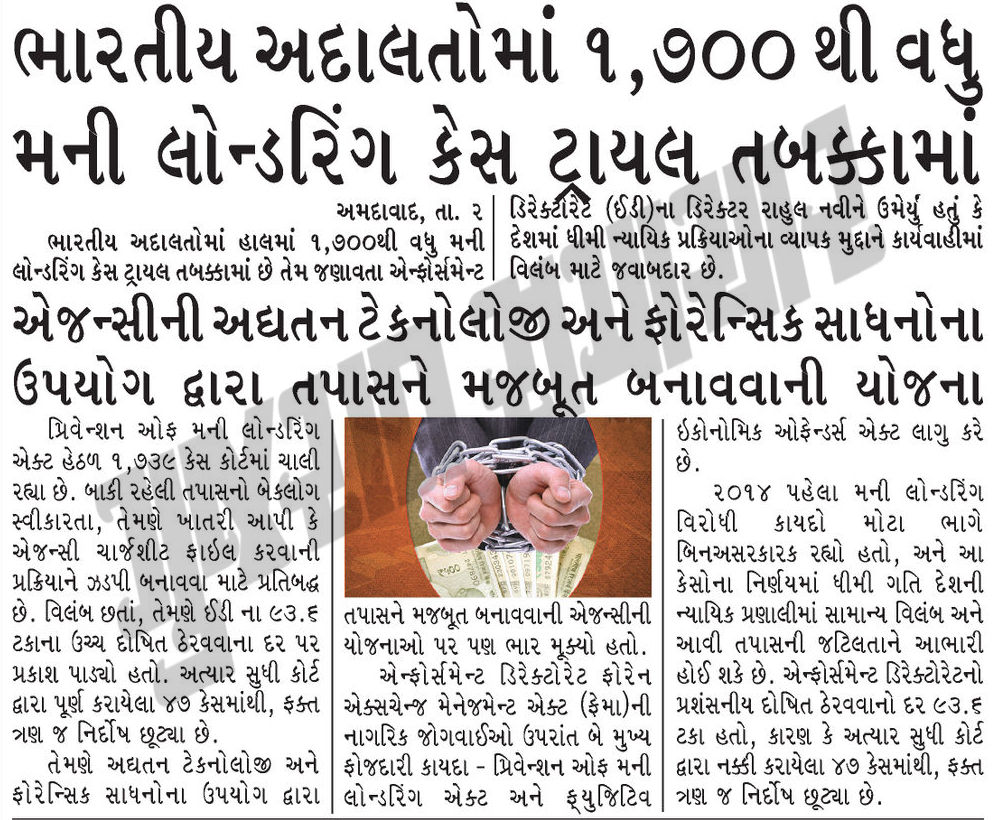 ભારતીય અદાલતોમાં ૧,૭૦૦ થી વધુ
મની લોન્ડરિંગ કેસ ટ્રાયલ તબક્કામાં
અમદાવાદ, તા. ૨
ભારતીય અદાલતોમાં હાલમાં ૧,૭૦૦થી વધુ મની
લોન્ડરિંગ કેસ ટ્રાયલ તબક્કામાં છે તેમ જણાવતા એન્ફોર્સમેન્ટ
ડિરેક્ટોરેટ (ઈડી)ના ડિરેક્ટર રાહુલ નવીને ઉમેર્યું હતું કે
દેશમાં ધીમી ન્યાયિક પ્રક્રિયાઓના વ્યાપક મુદ્દાને કાર્યવાહીમાં
વિલંબ માટે જવાબદાર છે.
એજન્સીની અદ્યતન ટેકનોલોજી અને ફોરેન્સિક સાધનોના
ઉપયોગ દ્વારા તપાસને મજબૂત બનાવવાની યોજના
પ્રિવેન્શન ઓફ મની લોન્ડરિંગ
એક્ટ હેઠળ ૧,૭૩૯ કેસ કોર્ટમાં ચાલી
રહ્યા છે. બાકી રહેલી તપાસનો બેકલોગ
સ્વીકારતા, તેમણે ખાતરી આપી કે
એજન્સી ચાર્જશીટ ફાઇલ કરવાની
પ્રક્રિયાને ઝડપી બનાવવા માટે પ્રતિબદ્ધ
છે. વિલંબ છતાં, તેમણે ઈડી ના ૯૩.૬
ટકાના ઉચ્ચ દોષિત ઠેરવવાના દર પર
પ્રકાશ પાડ્યો હતો. અત્યાર સુધી કોર્ટ
દ્વારા પૂર્ણ કરાયેલા ૪૭ કેસમાંથી, ફક્ત
ત્રણ જ નિર્દોષ છૂટ્યા છે.
તેમણે અદ્યતન ટેકનોલોજી અને
ફોરેન્સિક સાધનોના ઉપયોગ દ્વારા
તપાસને મજબૂત બનાવવાની એજન્સીની
યોજનાઓ પર પણ ભાર મૂક્યો હતો.
એન્ફોર્સમેન્ટ ડિરેક્ટોરેટ ફોરેન
એક્સચેન્જ મેનેજમેન્ટ એક્ટ (ફેમા)ની
નાગરિક જોગવાઈઓ ઉપરાંત બે મુખ્ય
ફોજદારી કાયદા - પ્રિવેન્શન ઓફ મની
લોન્ડરિંગ એક્ટ અને ફ્યુજિટિવ
ઇકોનોમિક ઓફેન્ડર્સ એક્ટ લાગુ કરે
છે.
૨૦૧૪ પહેલા મની લોન્ડરિંગ
વિરોધી કાયદો મોટા ભાગે
બિનઅસરકારક રહ્યો હતો, અને આ
કેસોના નિર્ણયમાં ધીમી ગતિ દેશની
ન્યાયિક પ્રણાલીમાં સામાન્ય વિલંબ અને
આવી તપાસની જટિલતાને આભારી
હોઈ શકે છે. એન્ફોર્સમેન્ટ ડિરેક્ટોરેટનો
પ્રશંસનીય દોષિત ઠેરવવાનો દર ૯૩.૬
ટકા હતો, કારણ કે અત્યાર સુધી કોર્ટ
દ્વારા નક્કી કરાયેલા ૪૭ કેસમાંથી, ફક્ત
ત્રણ જ નિર્દોષ છૂટ્યા છે.